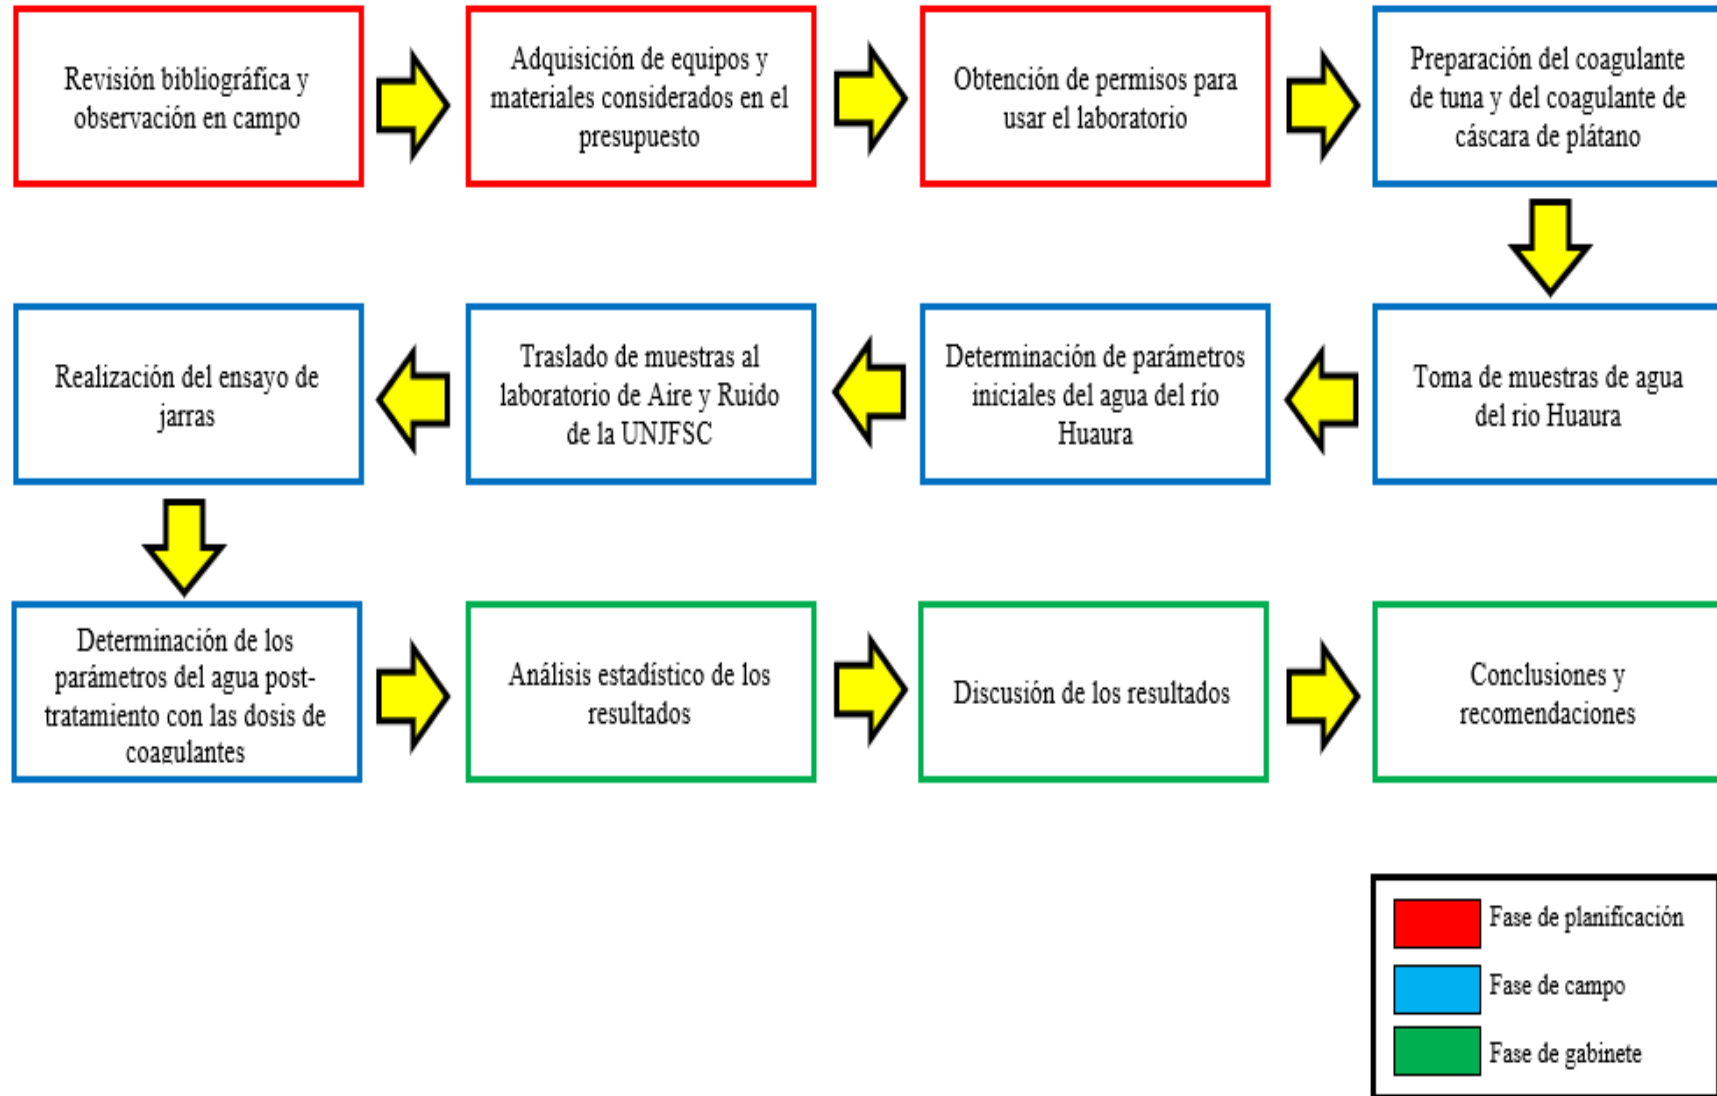 Revisión bibliográfica y
observación en campo
Adquisición de equipos y
materiales considerados en el
presupuesto
Obtención de permisos para
usar el laboratorio
Preparación del coagulante
de tuna y del coagulante de
cáscara de plátano
Toma de muestras de agua
del rio Huaura
Determinación de parámetros
iniciales del agua del río
Huaura
Traslado de muestras al
laboratorio de Aire y Ruido
de la UNJFSC
Realización del ensayo de
jarras
Determinación de los
parámetros del agua post-
tratamiento con las dosis de
coagulantes
Análisis estadístico de los
resultados
Discusión de los resultados
Conclusiones y
recomendaciones
Fase de planificación
Fase de campo
Fase de gabinete